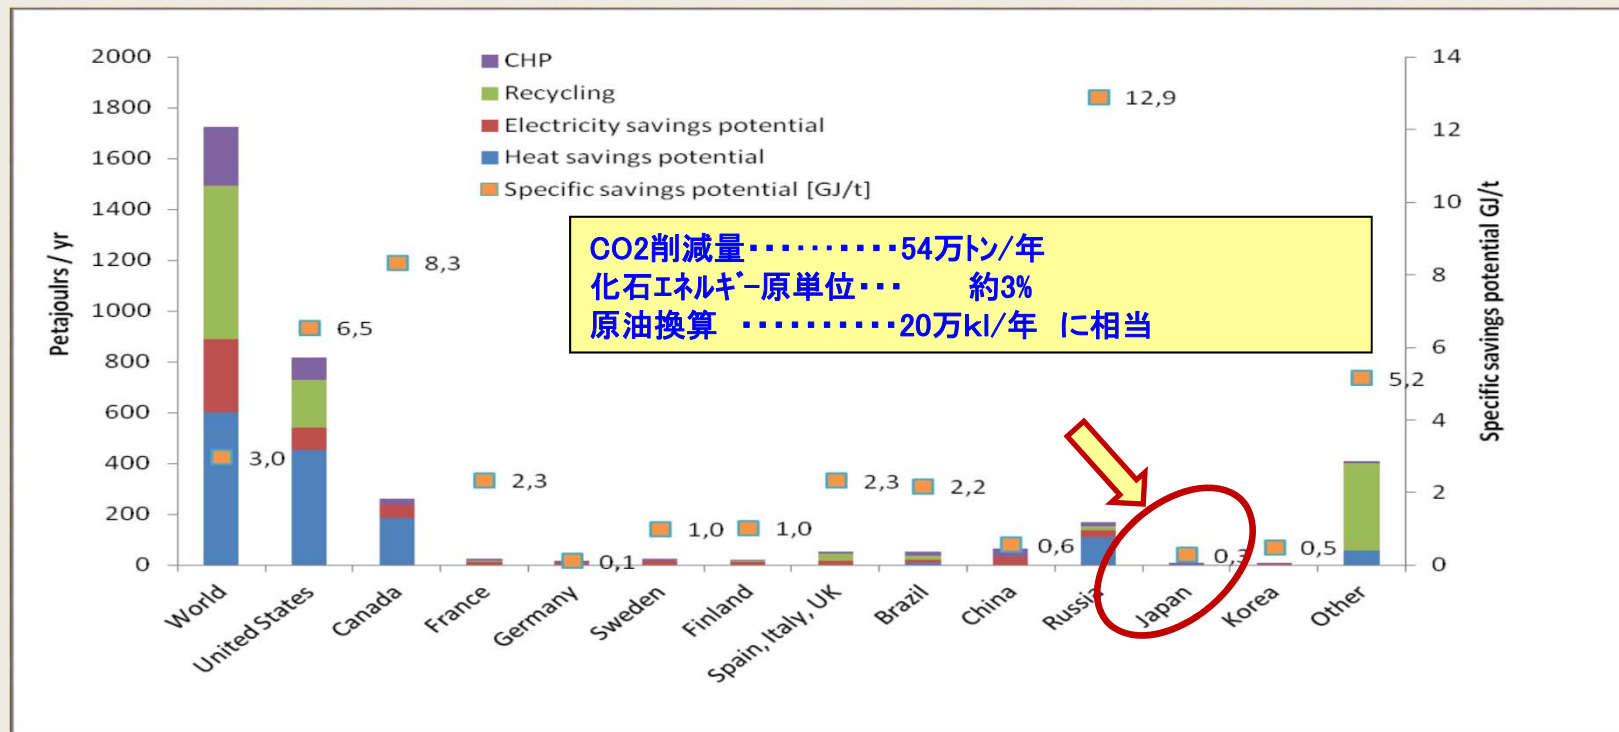 2000
1800
1600
1400
1200
1000
800
600
400
200
0
Petajoulrs / yr
CHP
Recycling
Electricity savings potential
Heat savings potential
Specific savings potential [GJ/t]
CO2削減量・・・・・・・・・・54万トン/年
化石エネルギー原単位・・・ 約3%
原油換算 ・・・・・・・・・・20万kl/年 に相当
3,0
6,5
8,3
2,3
0,1
1,0
1,0
2,3
2,2
0,6
12,9
0,3
0,5
5,2
14
12
10
8
6
4
2
0
Specific savings potential GJ/t
World
United States
Canada
France
Germany
Sweden
Finland
Spain, Italy, UK
Brazil
China
Russia
Japan
Korea
Other